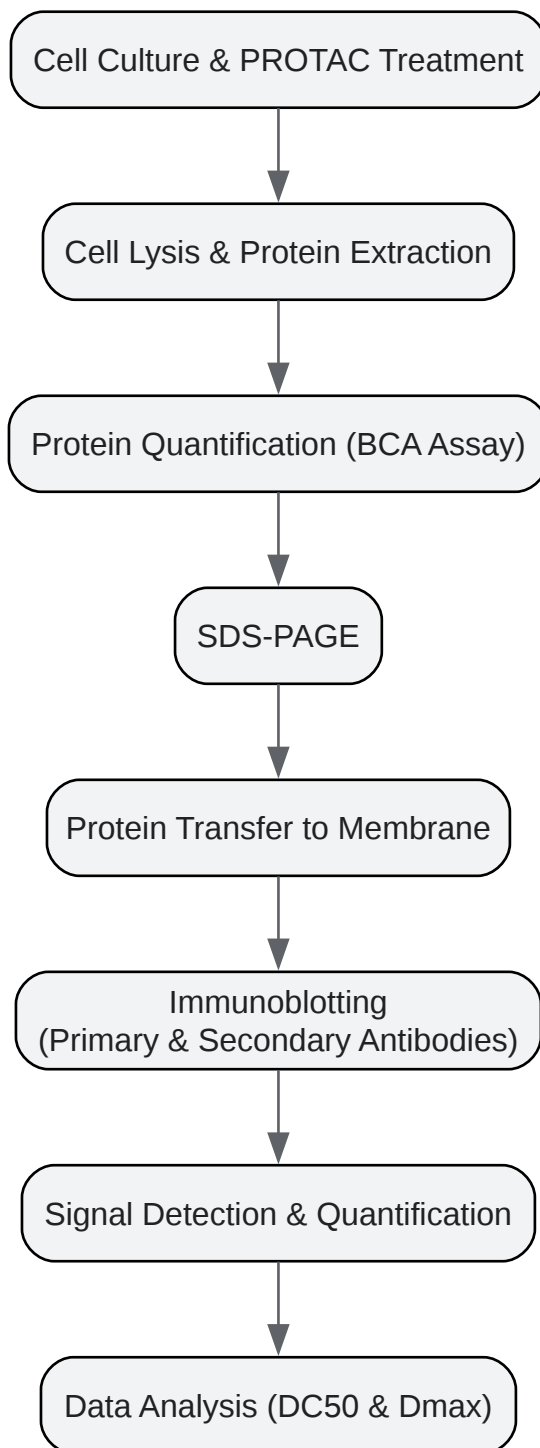 Cell Culture & PROTAC Treatment
Cell Lysis & Protein Extraction
Protein Quantification (BCA Assay)
SDS-PAGE
Protein Transfer to Membrane
Immunoblotting
(Primary & Secondary Antibodies)
Signal Detection & Quantification
Data Analysis (DC50 & Dmax)